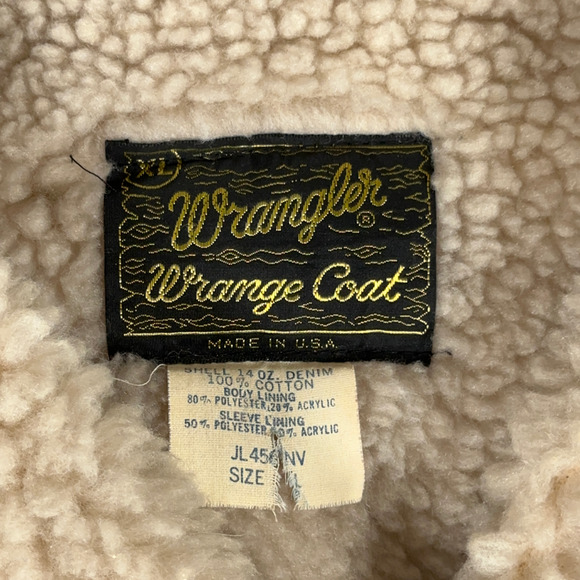 XL
Wrangler ®
Wrange Coat
MADE IN U.S.A.
SHELL 14 OZ. DENIM
100% COTTON
BODY LINING
80% POLYESTER, 20% ACRYLIC
SLEEVE LINING
50% POLYESTER, ACRYLIC
SIZE